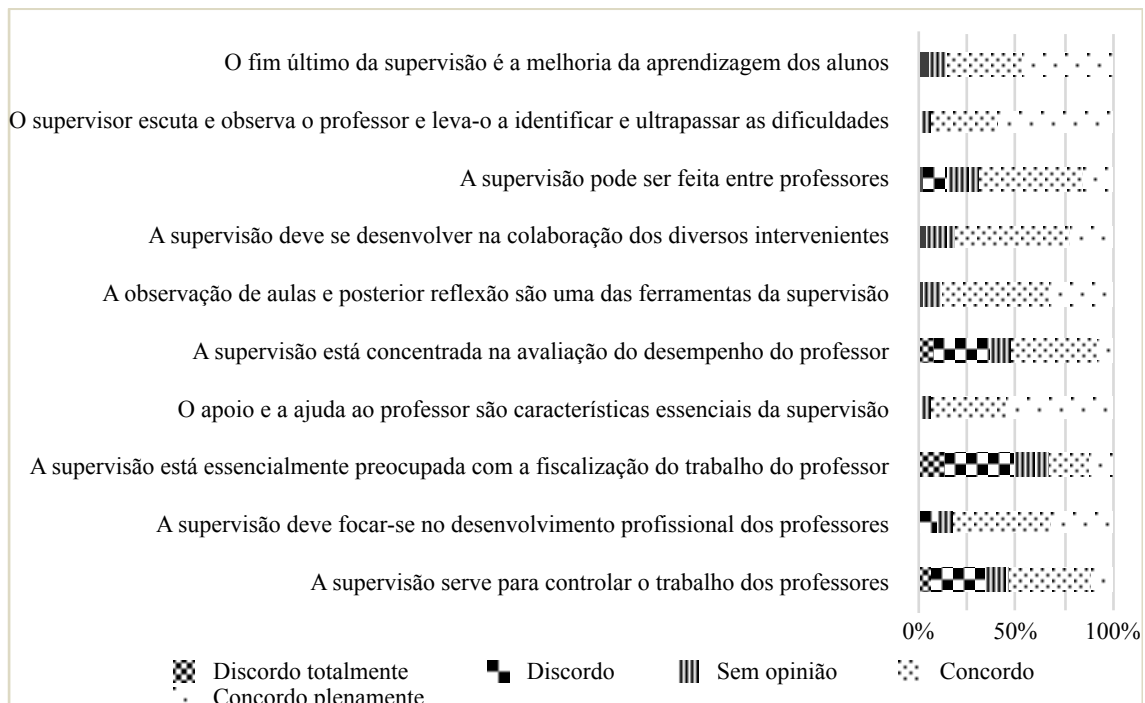 O fim último da supervisão é a melhoria da aprendizagem dos alunos
O supervisor escuta e observa o professor e leva-o a identificar e ultrapassar as dificuldades
A supervisão pode ser feita entre professores
A supervisão deve se desenvolver na colaboração dos diversos intervenientes
A observação de aulas e posterior reflexão são uma das ferramentas da supervisão
A supervisão está concentrada na avaliação do desempenho do professor
O apoio e a ajuda ao professor são características essenciais da supervisão
A supervisão está essencialmente preocupada com a fiscalização do trabalho do professor
A supervisão deve focar-se no desenvolvimento profissional dos professores
A supervisão serve para controlar o trabalho dos professores
0% 50% 100%
Discordo totalmente Discordo Sem opinião Concordo
Concordo plenamente